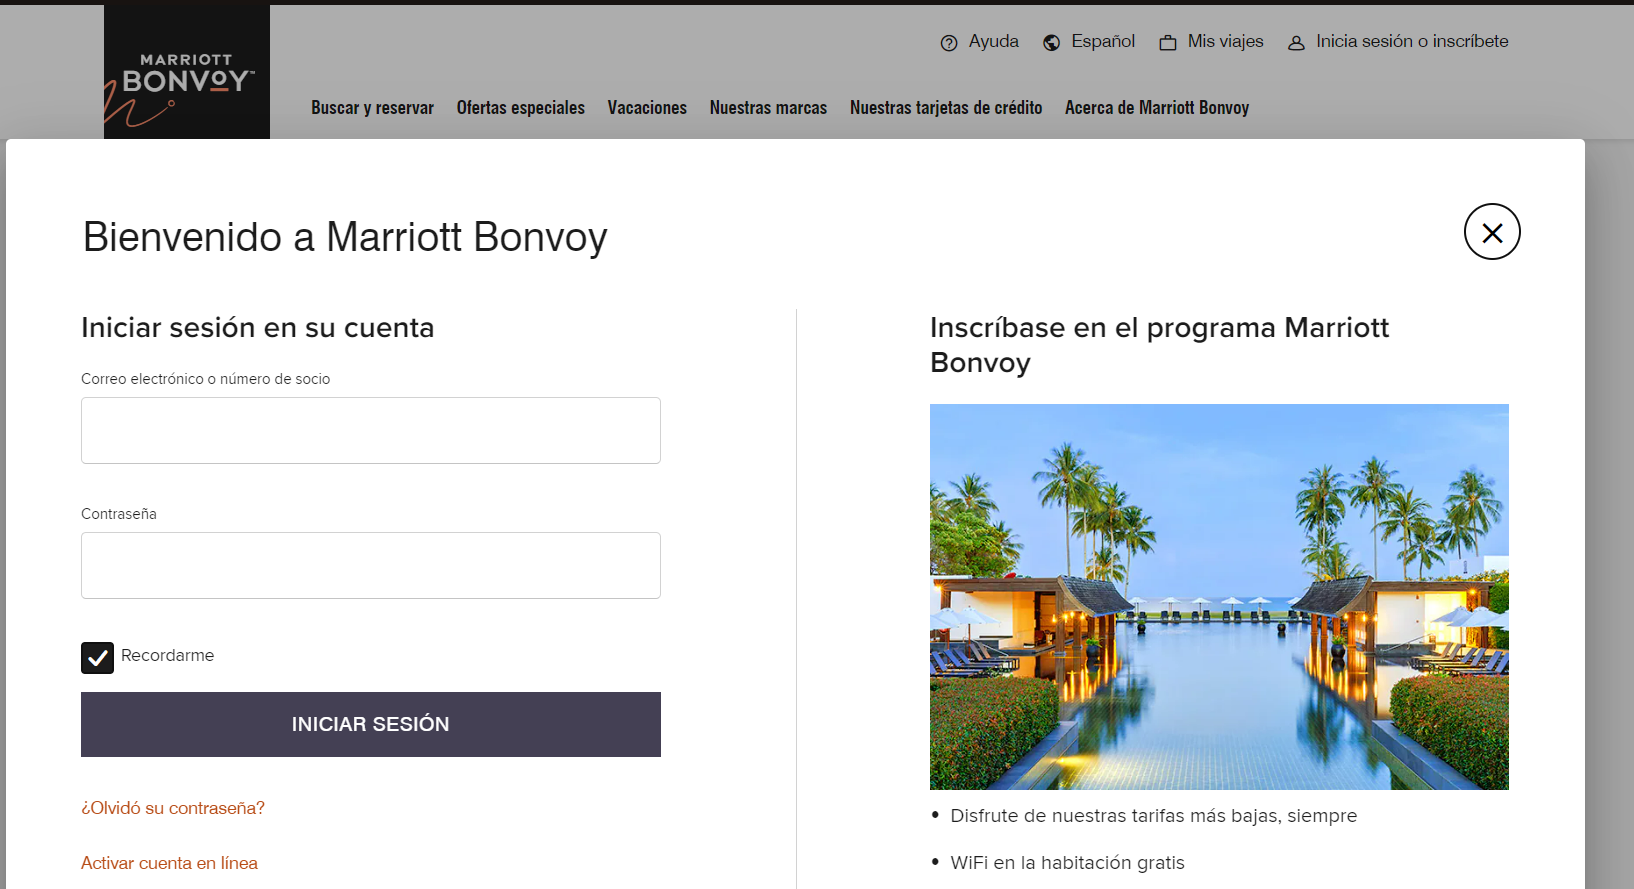 MARRIOTT
BONVOY™
Ayuda
Español
Mis viajes
Inicia sesión o inscríbete
Buscar y reservar
Ofertas especiales
Vacaciones
Nuestras marcas
Nuestras tarjetas de crédito
Acerca de Marriott Bonvoy
Bienvenido a Marriott Bonvoy
Iniciar sesión en su cuenta
Correo electrónico o número de socio
Contraseña
Recordarme
INICIAR SESIÓN
¿Olvidó su contraseña?
Activar cuenta en línea
Inscríbase en el programa Marriott
Bonvoy
• Disfrute de nuestras tarifas más bajas, siempre
• WiFi en la habitación gratis